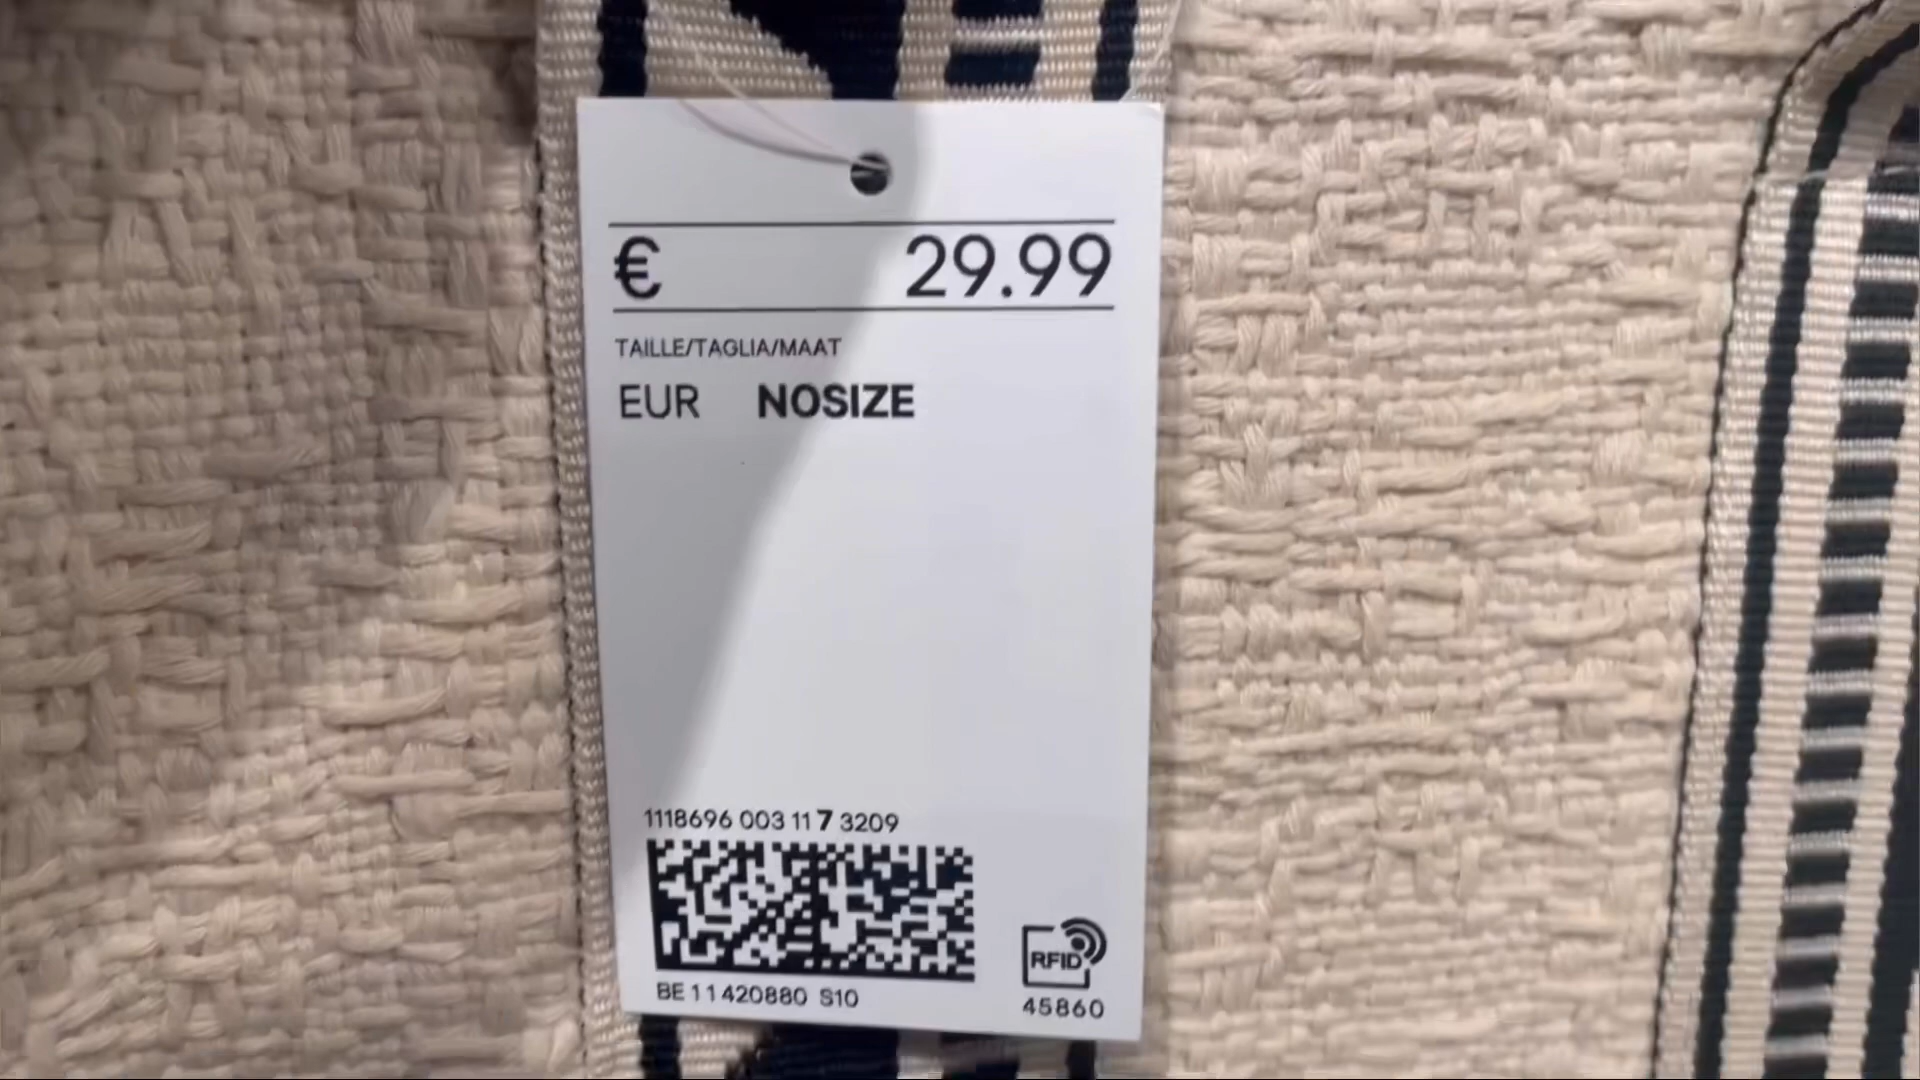 € 29.99
TAILLE/TAGLIA/MAAT
EUR NOSIZE
1118696 003 11 7 3209
BE 11420880 S10
RFID
45860